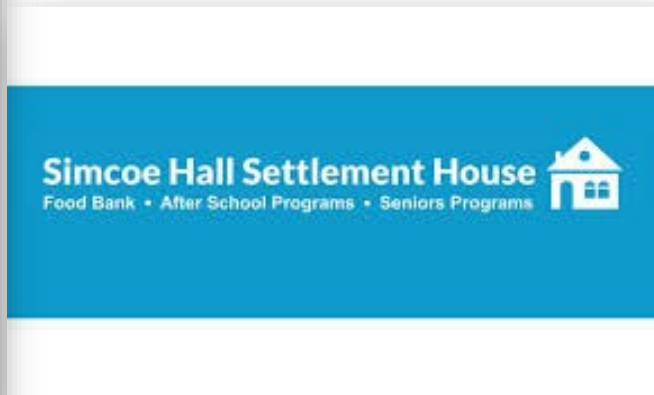 Simcoe Hall Settlement House
Food Bank • After School Programs • Seniors Programs